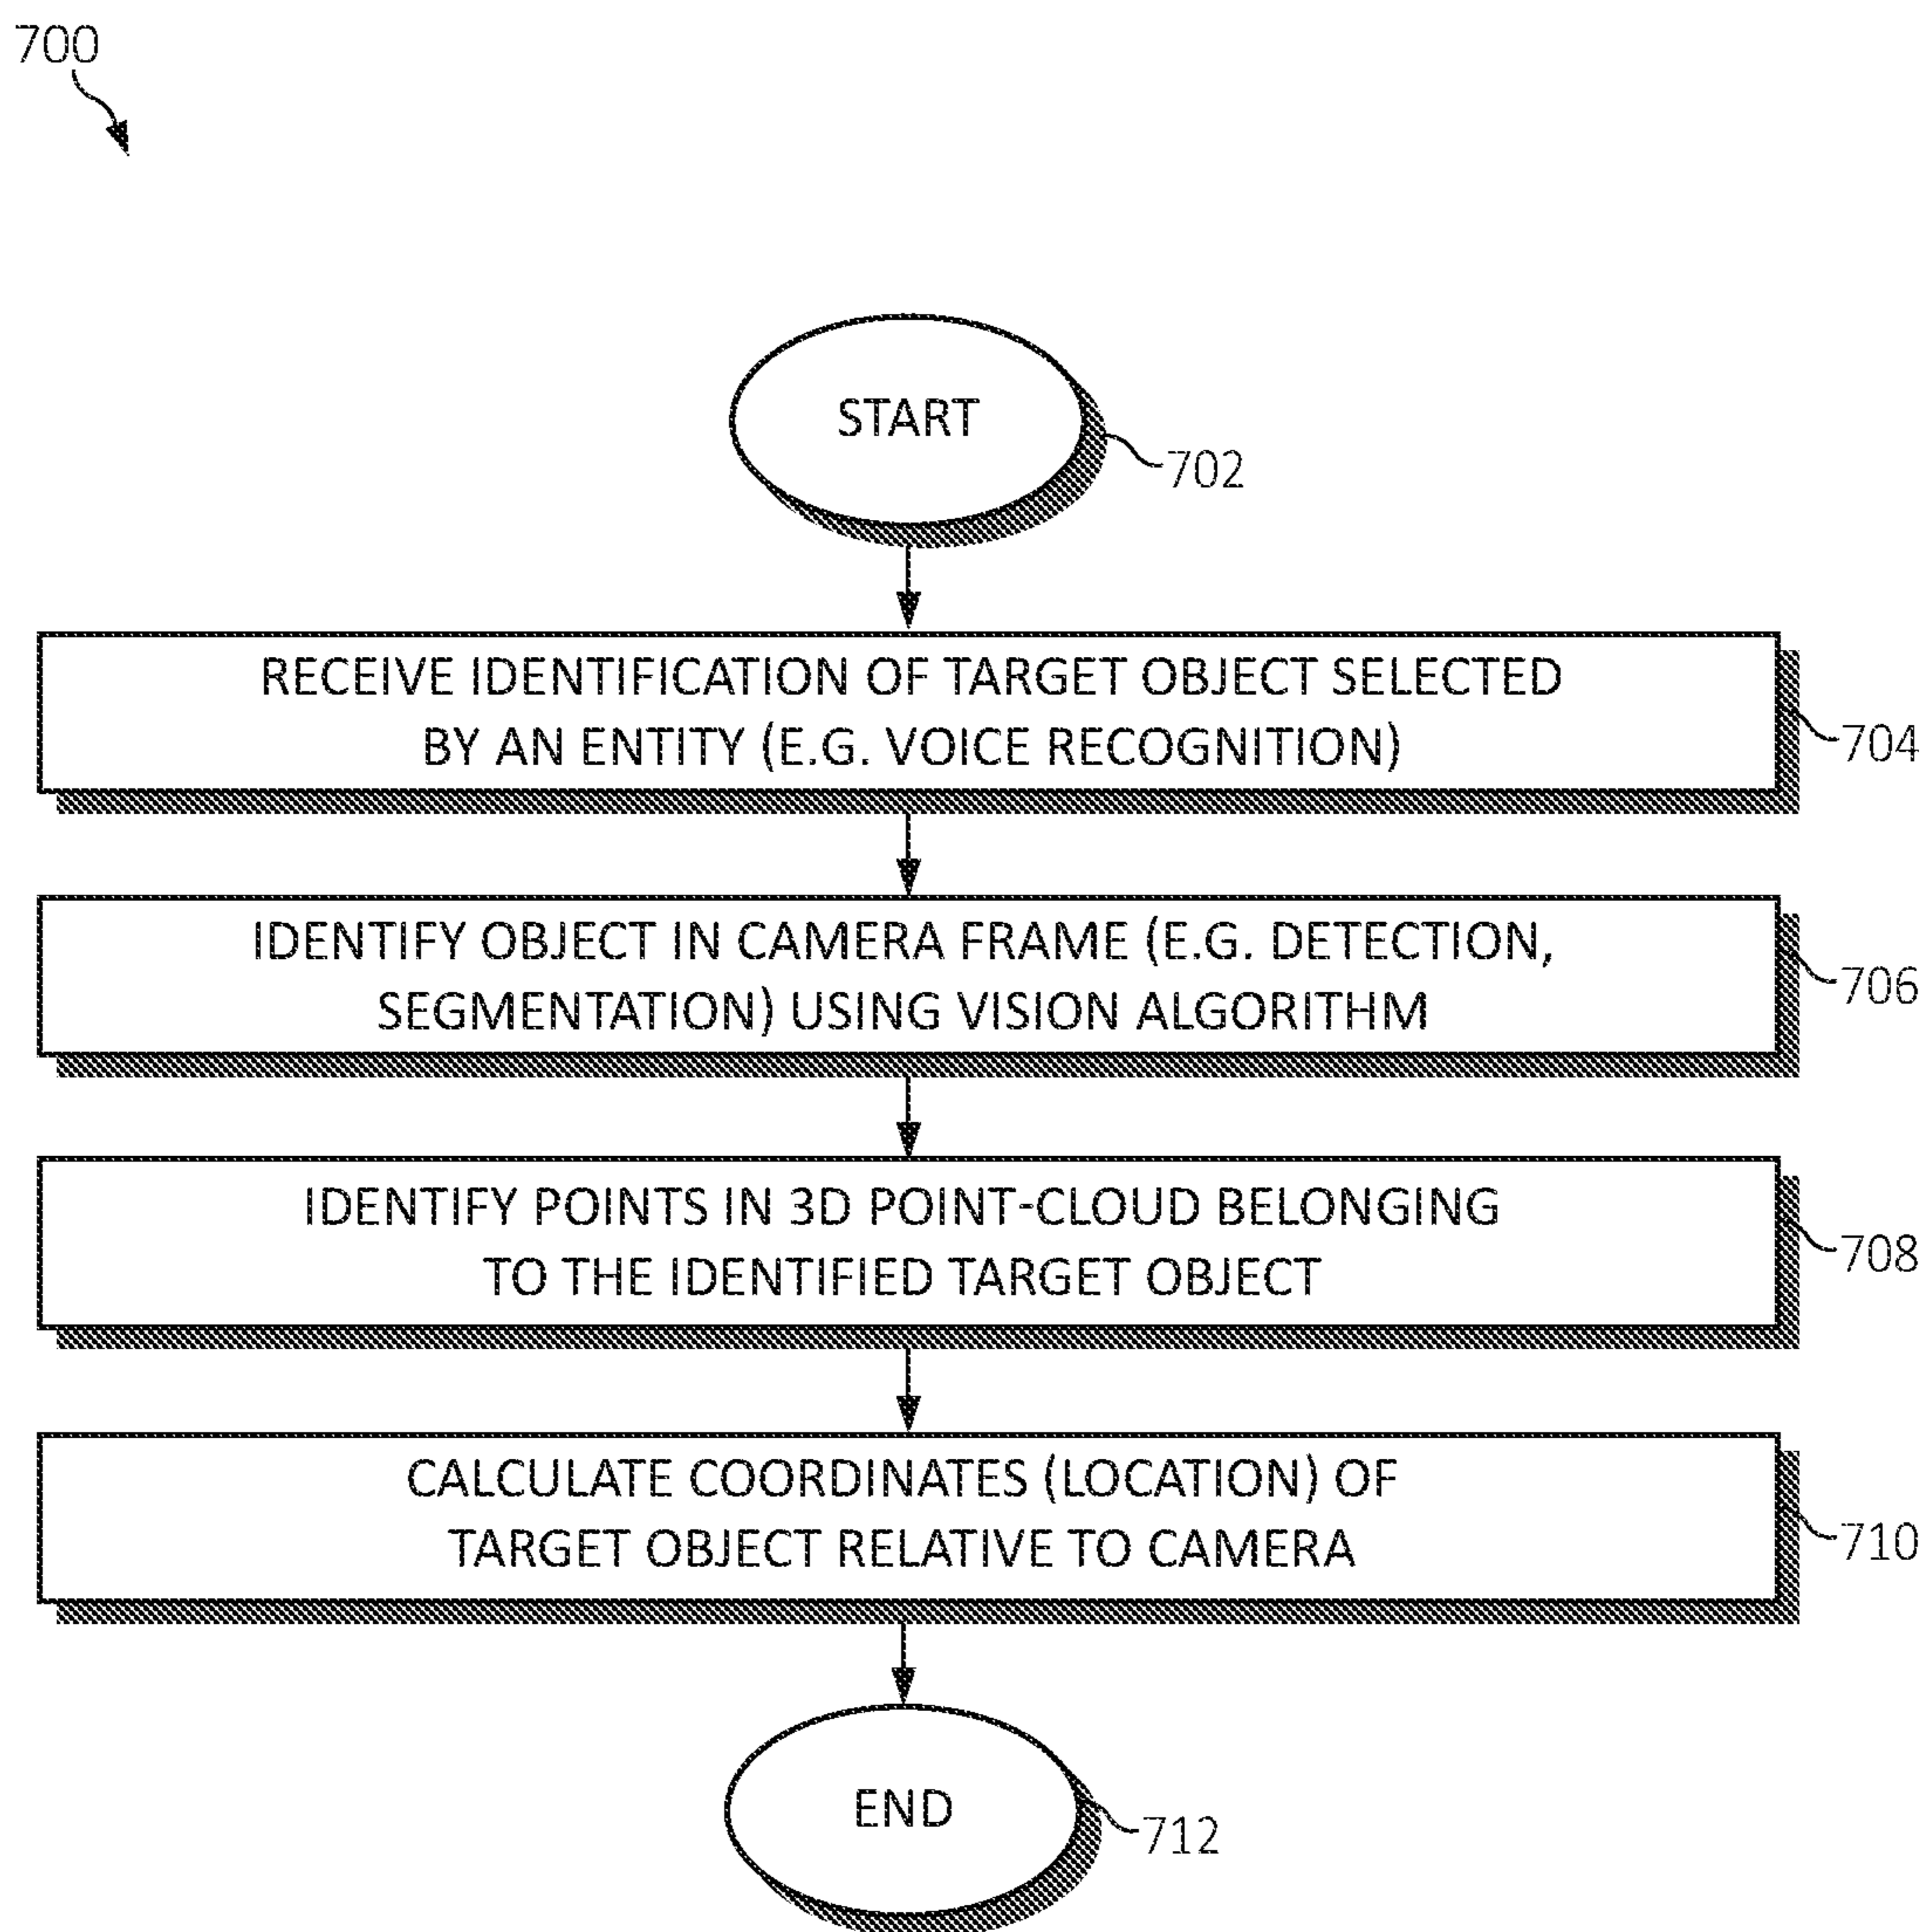 700
START
702
RECEIVE IDENTIFICATION OF TARGET OBJECT SELECTED
BY AN ENTITY (E.G. VOICE RECOGNITION)
704
IDENTIFY OBJECT IN CAMERA FRAME (E.G. DETECTION,
SEGMENTATION) USING VISION ALGORITHM
706
IDENTIFY POINTS IN 3D POINT-CLOUD BELONGING
TO THE IDENTIFIED TARGET OBJECT
708
CALCULATE COORDINATES (LOCATION) OF
TARGET OBJECT RELATIVE TO CAMERA
710
END
712